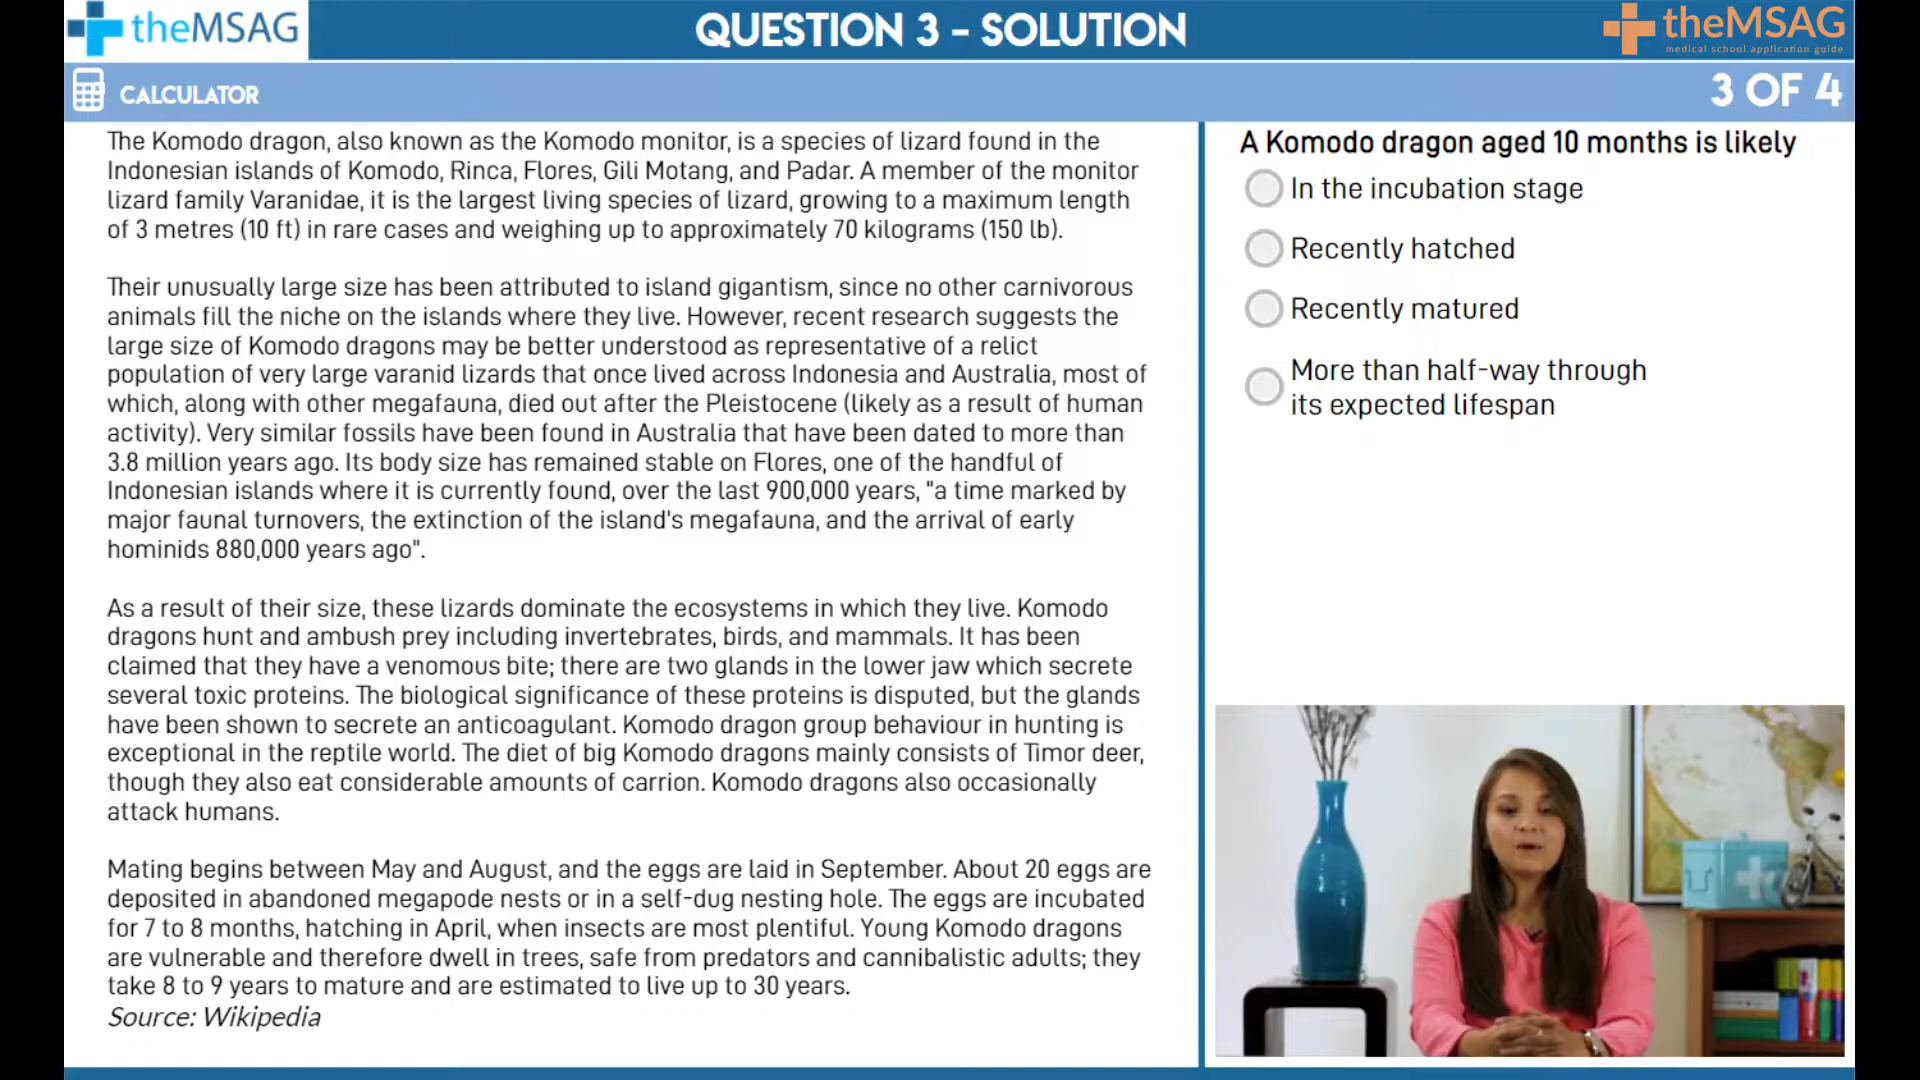 theMSAG
QUESTION 3 - SOLUTION
theMSAG
medical school application guide
CALCULATOR
3 OF 4
The Komodo dragon, also known as the Komodo monitor, is a species of lizard found in the
Indonesian islands of Komodo, Rinca, Flores, Gili Motang, and Padar. A member of the monitor
lizard family Varanidae, it is the largest living species of lizard, growing to a maximum length
of 3 metres (10 ft) in rare cases and weighing up to approximately 70 kilograms (150 lb).
Their unusually large size has been attributed to island gigantism, since no other carnivorous
animals fill the niche on the islands where they live. However, recent research suggests the
large size of Komodo dragons may be better understood as representative of a relict
population of very large varanid lizards that once lived across Indonesia and Australia, most of
which, along with other megafauna, died out after the Pleistocene (likely as a result of human
activity). Very similar fossils have been found in Australia that have been dated to more than
3.8 million years ago. Its body size has remained stable on Flores, one of the handful of
Indonesian islands where it is currently found, over the last 900,000 years, "a time marked by
major faunal turnovers, the extinction of the island's megafauna, and the arrival of early
hominids 880,000 years ago".
As a result of their size, these lizards dominate the ecosystems in which they live. Komodo
dragons hunt and ambush prey including invertebrates, birds, and mammals. It has been
claimed that they have a venomous bite; there are two glands in the lower jaw which secrete
several toxic proteins. The biological significance of these proteins is disputed, but the glands
have been shown to secrete an anticoagulant. Komodo dragon group behaviour in hunting is
exceptional in the reptile world. The diet of big Komodo dragons mainly consists of Timor deer,
though they also eat considerable amounts of carrion. Komodo dragons also occasionally
attack humans.
Mating begins between May and August, and the eggs are laid in September. About 20 eggs are
deposited in abandoned megapode nests or in a self-dug nesting hole. The eggs are incubated
for 7 to 8 months, hatching in April, when insects are most plentiful. Young Komodo dragons
are vulnerable and therefore dwell in trees, safe from predators and cannibalistic adults; they
take 8 to 9 years to mature and are estimated to live up to 30 years.
Source: Wikipedia
A Komodo dragon aged 10 months is likely
In the incubation stage
Recently hatched
Recently matured
More than half-way through
its expected lifespan